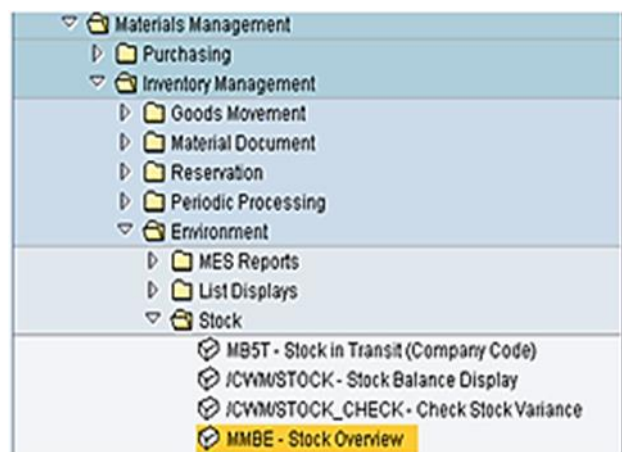 Materials Management
Purchasing
Inventory Management
Goods Movement
Material Document
Reservation
Periodic Processing
Environment
MES Reports
List Displays
Stock
MB5T - Stock in Transit (Company Code)
/CWM/STOCK - Stock Balance Display
/CWM/STOCK_CHECK - Check Stock Variance
MMBE - Stock Overview